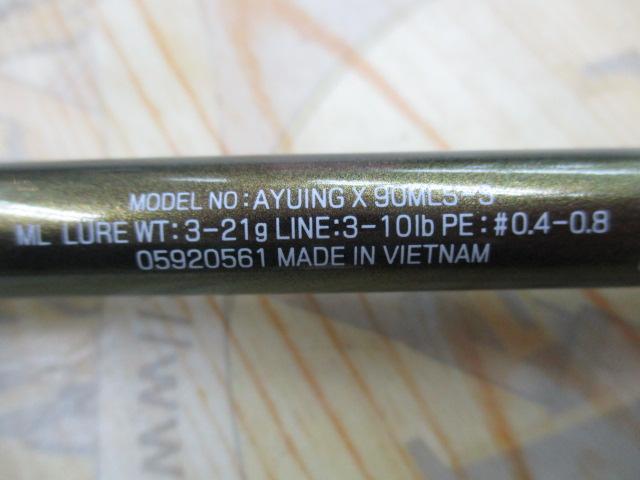 MODEL NO:AYUING X 90MLS-3
ML LURE WT:3-21g LINE:3-10lb PE:#0.4-0.8
05920561 MADE IN VIETNAM
www